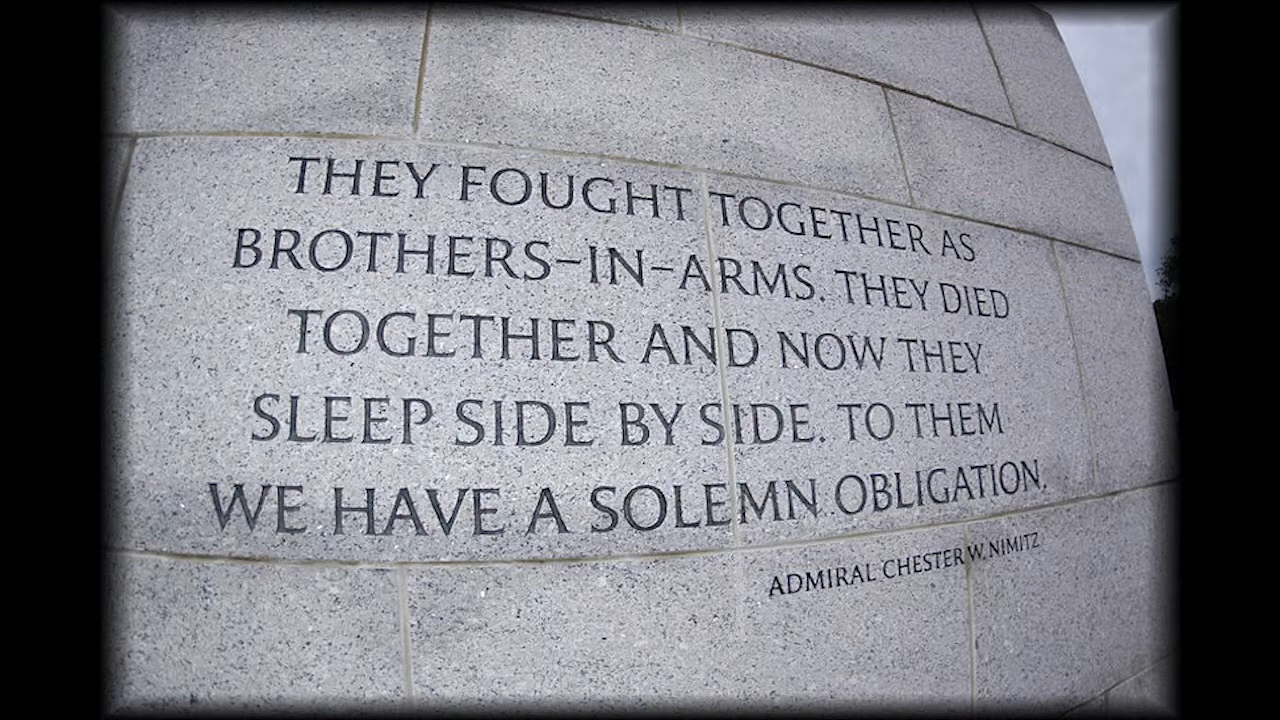 THEY FOUGHT TOGETHER AS
BROTHERS-IN-ARMS. THEY DIED
TOGETHER AND NOW THEY
SLEEP SIDE BY SIDE. TO THEM
WE HAVE A SOLEMN OBLIGATION.
ADMIRAL CHESTER W. NIMITZ